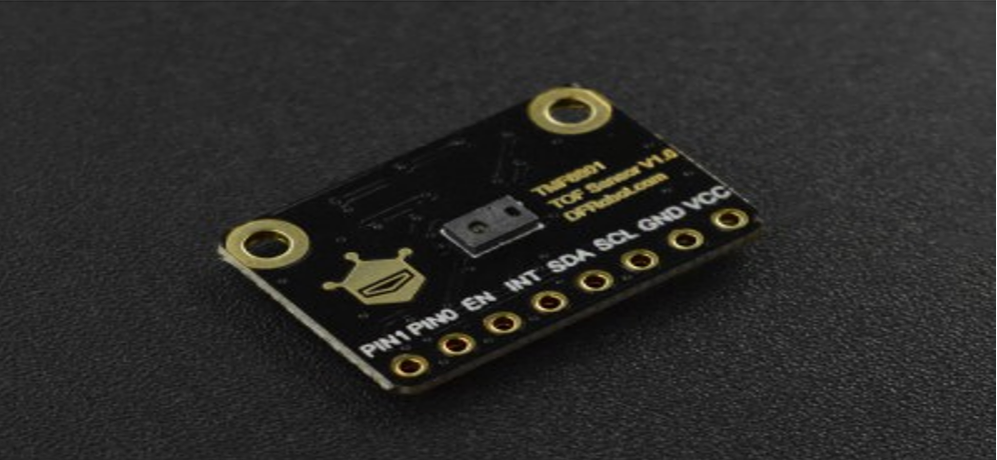 TMF8801
TOF Sensor V1.0
DFRobot.com
PIN1 PIN0 EN INT SDA SCL GND VCC